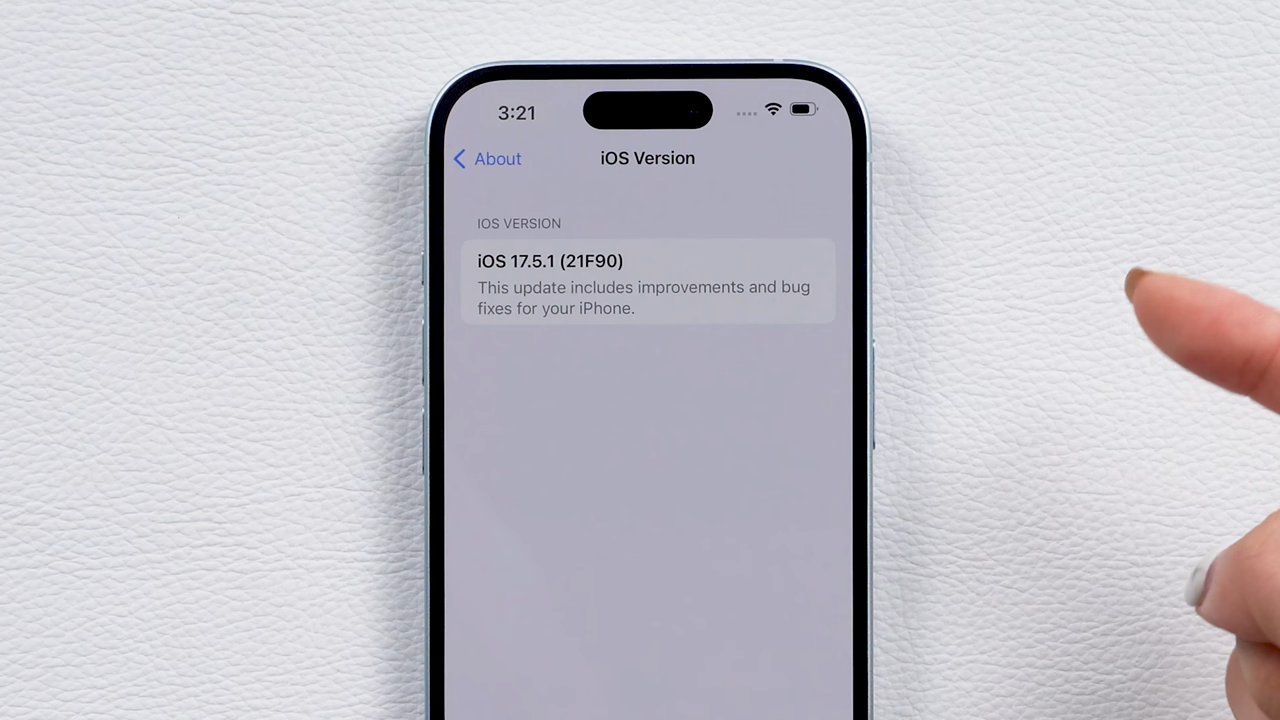 3:21
About
iOS Version
IOS VERSION
iOS 17.5.1 (21F90)
This update includes improvements and bug
fixes for your iPhone.